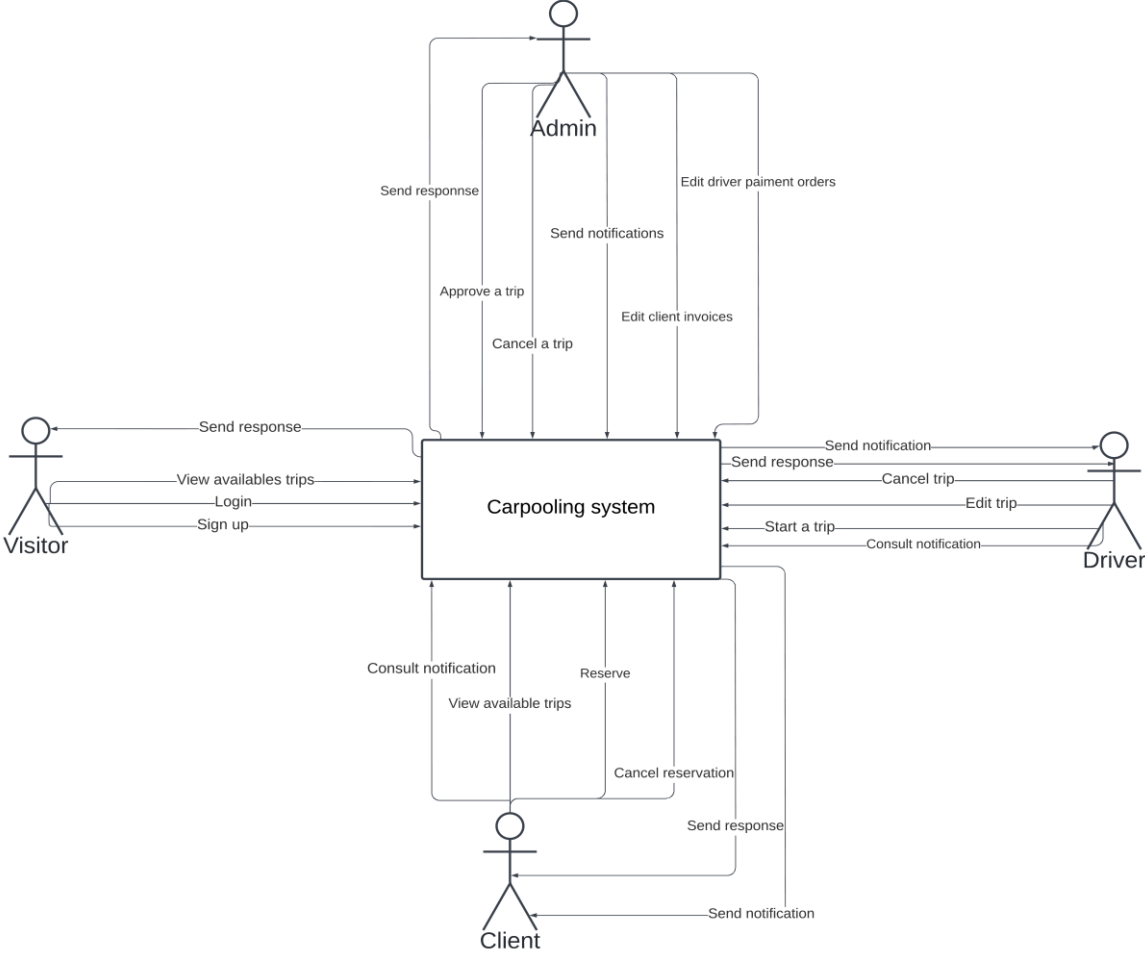 Admin
Send responnse
Edit driver paiment orders
Send notifications
Approve a trip
Edit client invoices
Cancel a trip
Send response
View availables trips
Login
Sign up
Visitor
Carpooling system
Send notification
Send response
Cancel trip
Edit trip
Start a trip
Consult notification
Driver
Consult notification
View available trips
Reserve
Cancel reservation
Send response
Send notification
Client